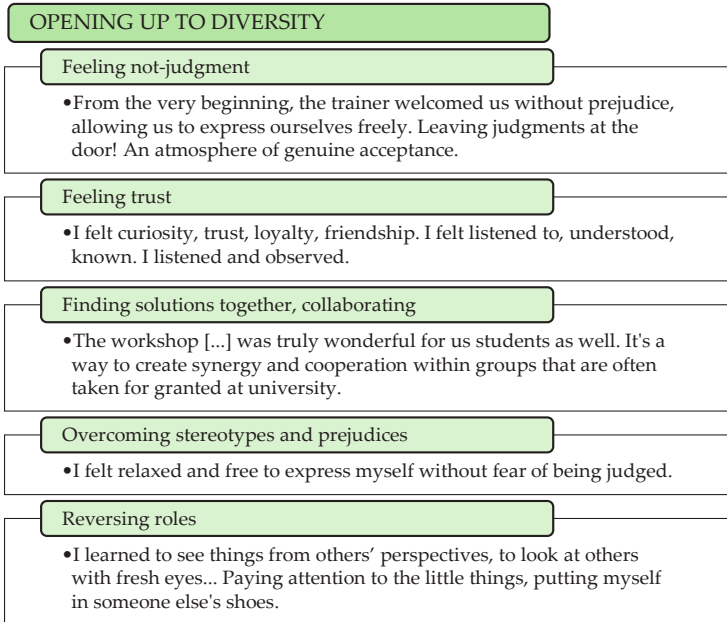 OPENING UP TO DIVERSITY
Feeling not-judgment
•From the very beginning, the trainer welcomed us without prejudice,
allowing us to express ourselves freely. Leaving judgments at the
door! An atmosphere of genuine acceptance.
Feeling trust
•I felt curiosity, trust, loyalty, friendship. I felt listened to, understood,
known. I listened and observed.
Finding solutions together, collaborating
•The workshop [...] was truly wonderful for us students as well. It's a
way to create synergy and cooperation within groups that are often
taken for granted at university.
Overcoming stereotypes and prejudices
•I felt relaxed and free to express myself without fear of being judged.
Reversing roles
•I learned to see things from others’ perspectives, to look at others
with fresh eyes... Paying attention to the little things, putting myself
in someone else's shoes.